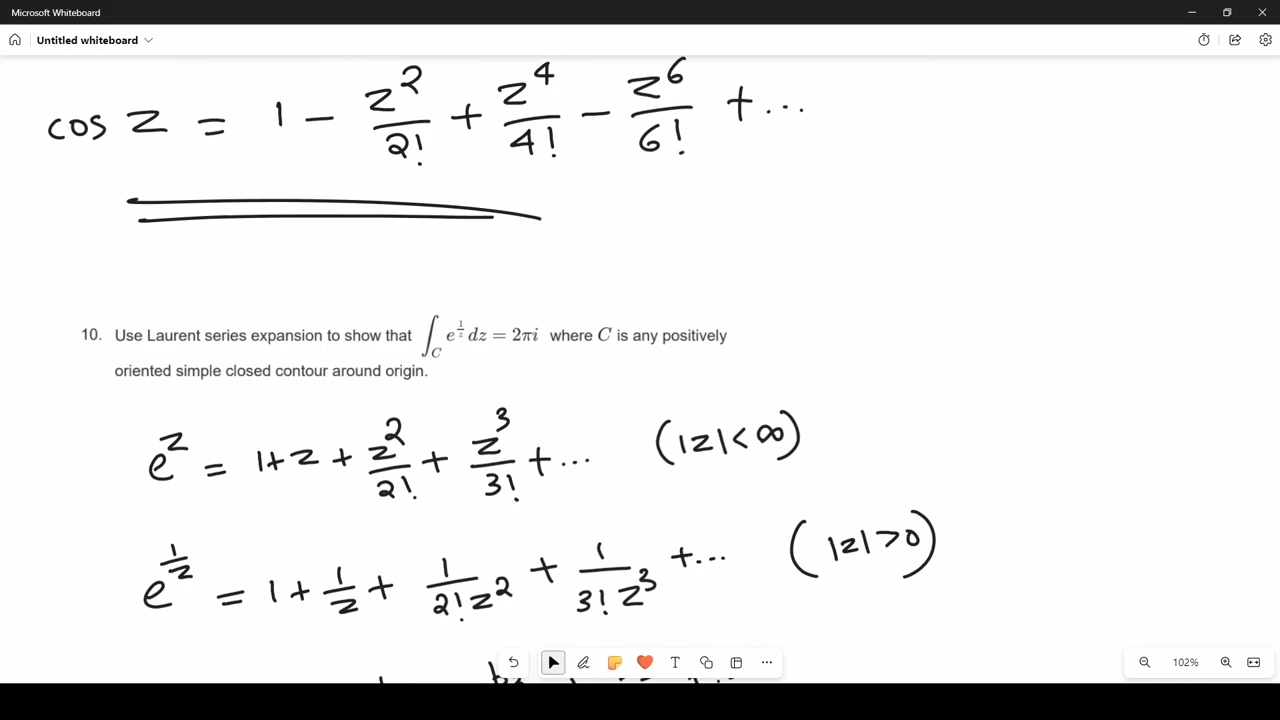 Microsoft Whiteboard
Untitled whiteboard
cos z = 1 - z²/2! + z⁴/4! - z⁶/6! + ...
10. Use Laurent series expansion to show that ∫_C e^(1/z) dz = 2πi where C is any positively
oriented simple closed contour around origin.
e^z = 1 + z + z²/2! + z³/3! + ... (|z| < ∞)
e^(1/z) = 1 + 1/z + 1/(2! z²) + 1/(3! z³) + ... (|z| > 0)
T
102%